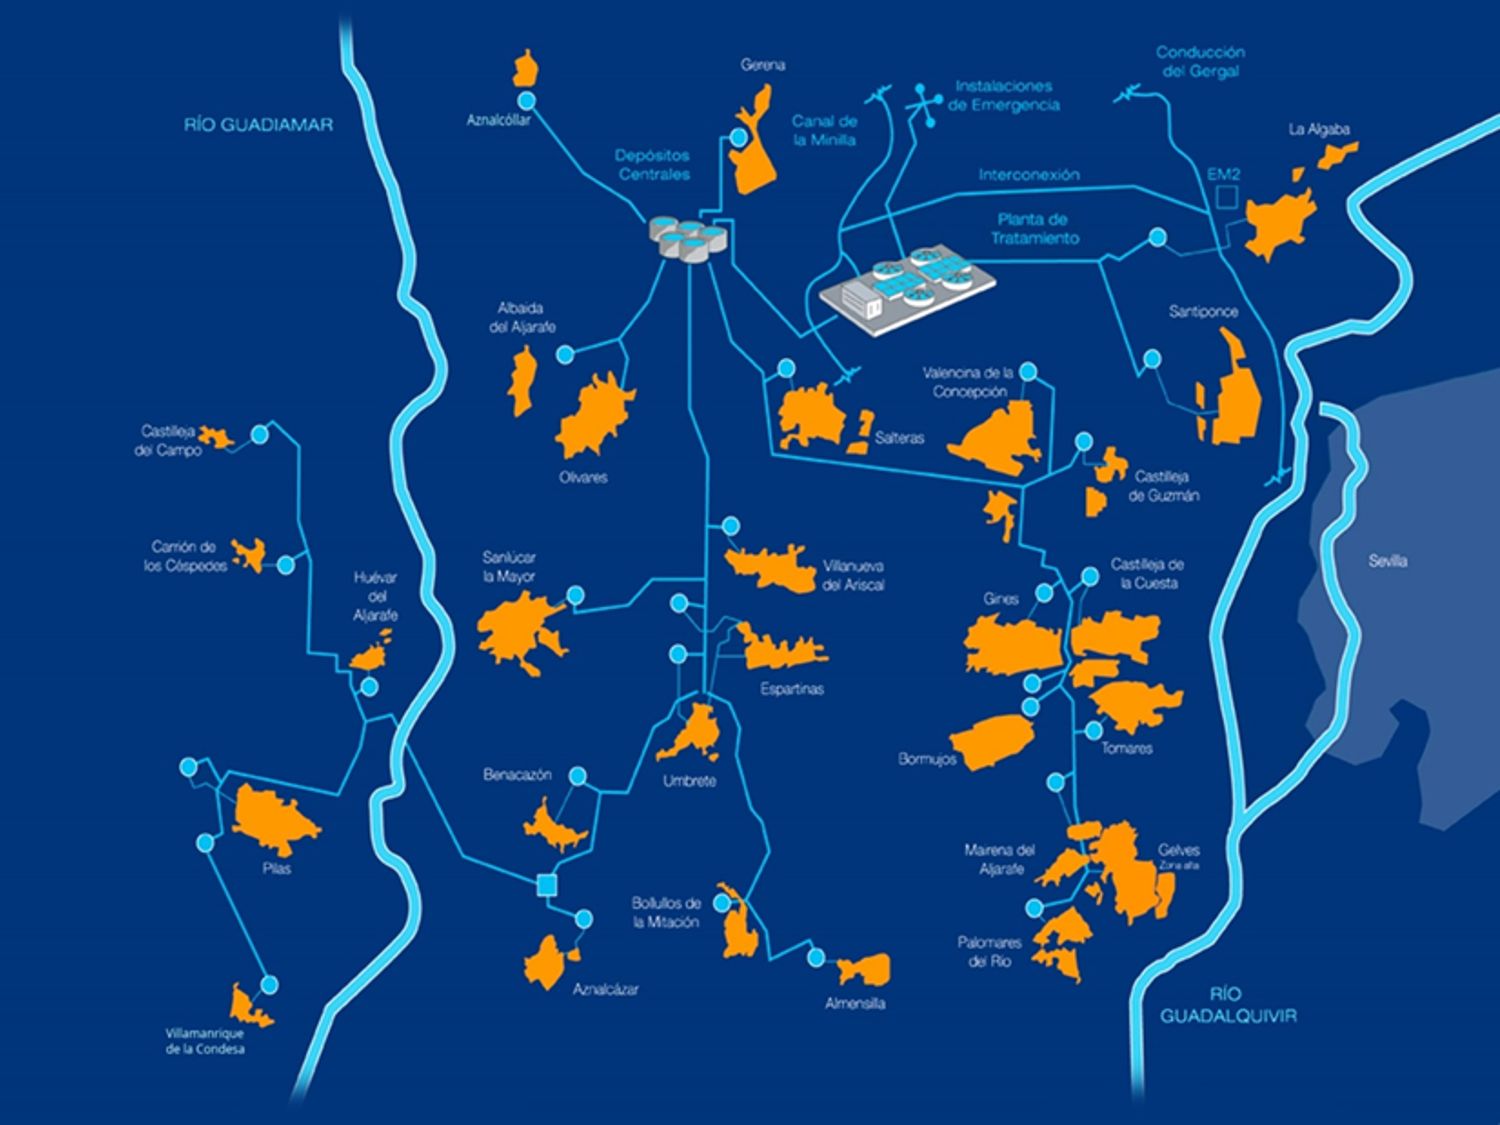 Conducción
del Gergal
Gerena
Instalaciones
de Emergencia
RÍO GUADIAMAR
Aznalcóllar
Canal de
la Minilla
La Algaba
Depósitos
Centrales
Interconexión
EM2
Planta de
Tratamiento
Albaida
del Aljarafe
Santiponce
Valencina de la
Concepción
Castilleja
del Campo
Salteras
Olivares
Castilleja
de Guzmán
Carrión de
los Céspedes
Sanlúcar
la Mayor
Villanueva
del Ariscal
Castilleja de
la Cuesta
Sevilla
Huévar
del
Aljarafe
Gines
Espartinas
Bormujos
Tomares
Benacazón
Umbrete
Pilas
Mairena del
Aljarafe
Gelves
Zona alta
Bollullos de
la Mitación
Palomares
del Río
Aznalcázar
Almensilla
RÍO
GUADALQUIVIR
Villamanrique
de la Condesa